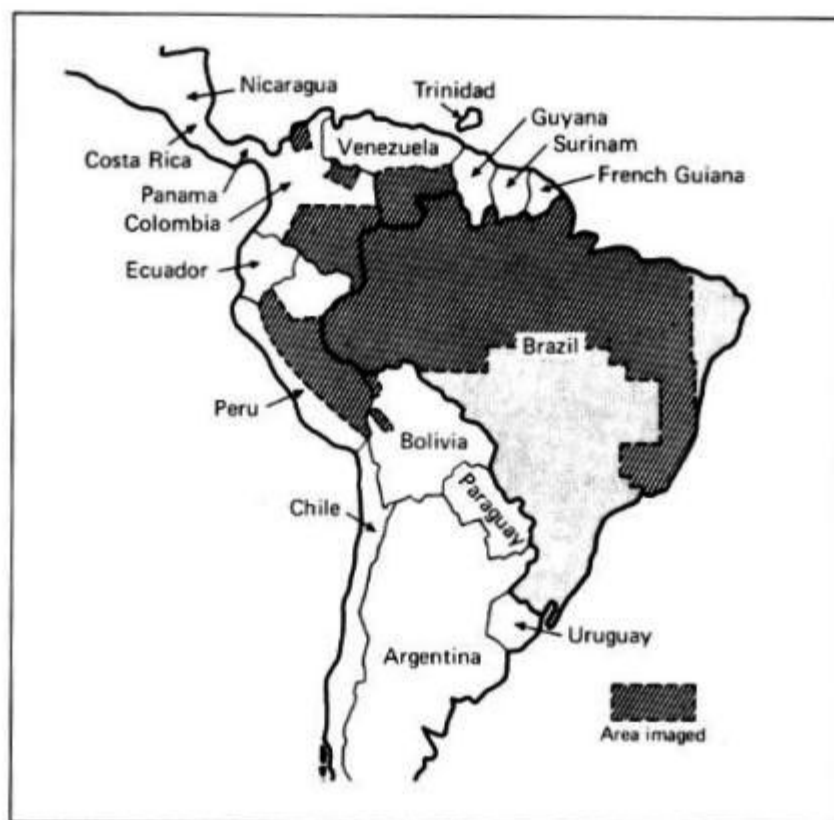 Nicaragua
Trinidad
Guyana
Costa Rica
Venezuela
Surinam
Panama
French Guiana
Colombia
Ecuador
Brazil
Peru
Bolivia
Paraguay
Chile
Uruguay
Argentina
Area imaged